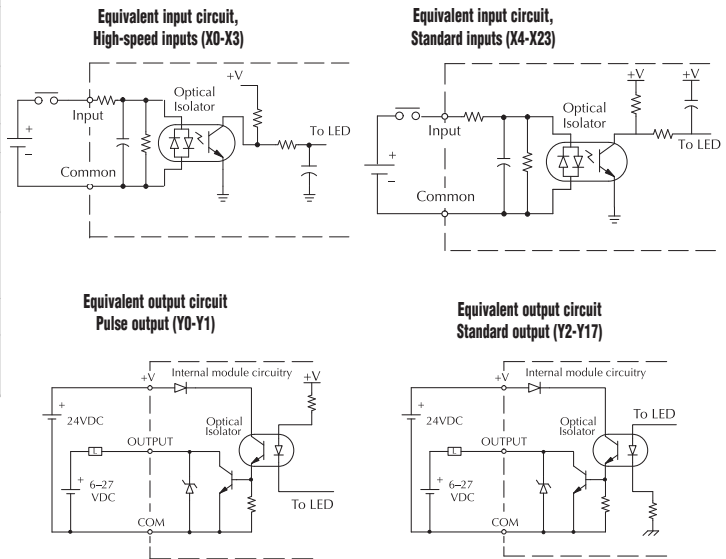 Equivalent input circuit,
High-speed inputs (X0-X3)
+V
Optical
Isolator
Input
To LED
+
–
Common
Equivalent input circuit,
Standard inputs (X4-X23)
+V
+V
Optical
Isolator
Input
To LED
+
–
Common
Equivalent output circuit
Pulse output (Y0-Y1)
+V
Internal module circuitry
+V
+
24VDC
Optical
Isolator
OUTPUT
L
+
6–27
VDC
To LED
COM
Equivalent output circuit
Standard output (Y2-Y17)
+V
Internal module circuitry
+
24VDC
To LED
Optical
Isolator
OUTPUT
L
+
6–27
VDC
COM